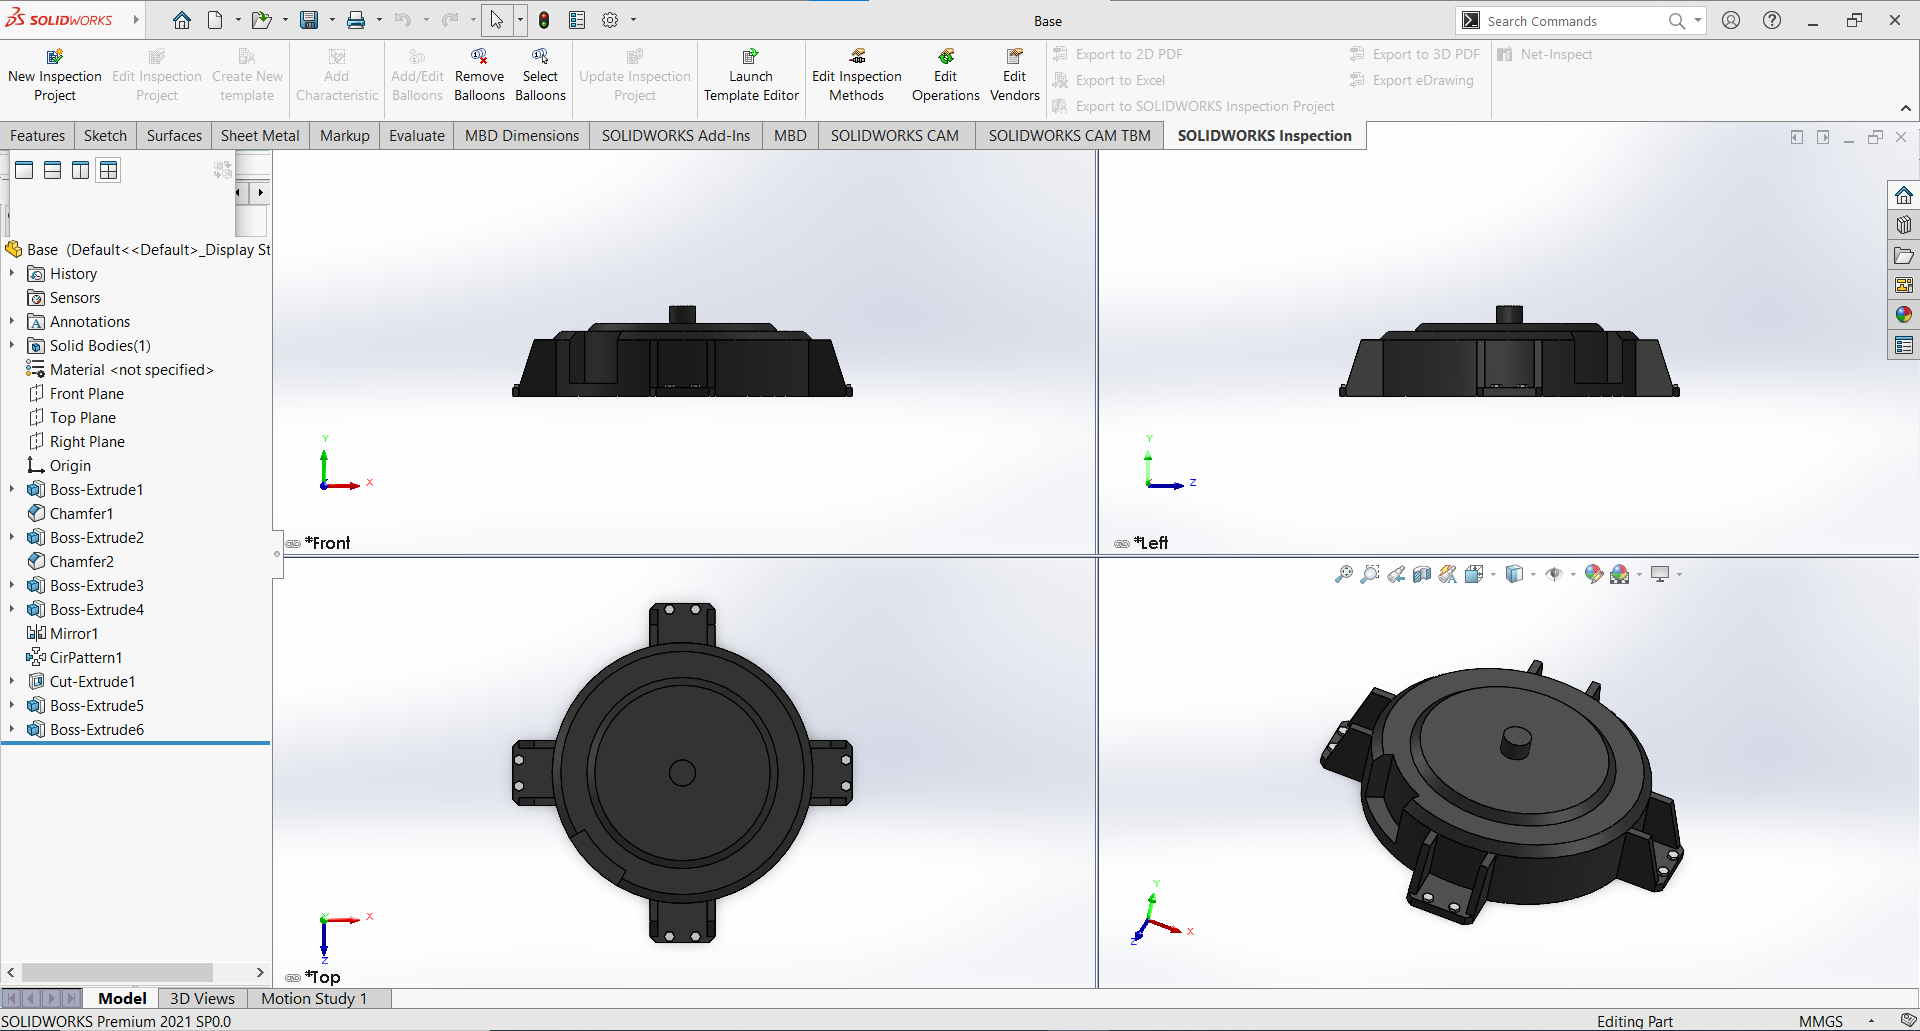 SOLIDWORKS
Base
Search Commands
New Inspection Project
Edit Inspection Project
Create New template
Add Characteristic
Add/Edit Balloons
Remove Balloons
Select Balloons
Update Inspection Project
Launch Template Editor
Edit Inspection Methods
Edit Operations
Edit Vendors
Export to 2D PDF
Export to Excel
Export to SOLIDWORKS Inspection Project
Export to 3D PDF
Export eDrawing
Net-Inspect
Features
Sketch
Surfaces
Sheet Metal
Markup
Evaluate
MBD Dimensions
SOLIDWORKS Add-Ins
MBD
SOLIDWORKS CAM
SOLIDWORKS CAM TBM
SOLIDWORKS Inspection
Base (Default<<Default>_Display St
History
Sensors
Annotations
Solid Bodies(1)
Material <not specified>
Front Plane
Top Plane
Right Plane
Origin
Boss-Extrude1
Chamfer1
Boss-Extrude2
Chamfer2
Boss-Extrude3
Boss-Extrude4
Mirror1
CirPattern1
Cut-Extrude1
Boss-Extrude5
Boss-Extrude6
Y
X
*Front
Y
Z
*Left
X
Z
*Top
Y
X
Z
Model
3D Views
Motion Study 1
SOLIDWORKS Premium 2021 SP0.0
Editing Part
MMGS